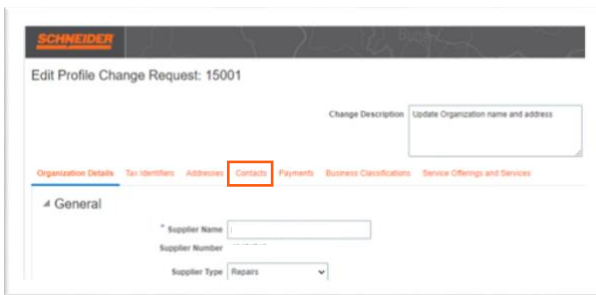 SCHNEIDER
Edit Profile Change Request: 15001
Change Description Update Organization name and address
Organization Details Tax Identifiers Addresses Contacts Payments Business Classifications Service Offerings and Services
General
* Supplier Name
Supplier Number
Supplier Type Repairs